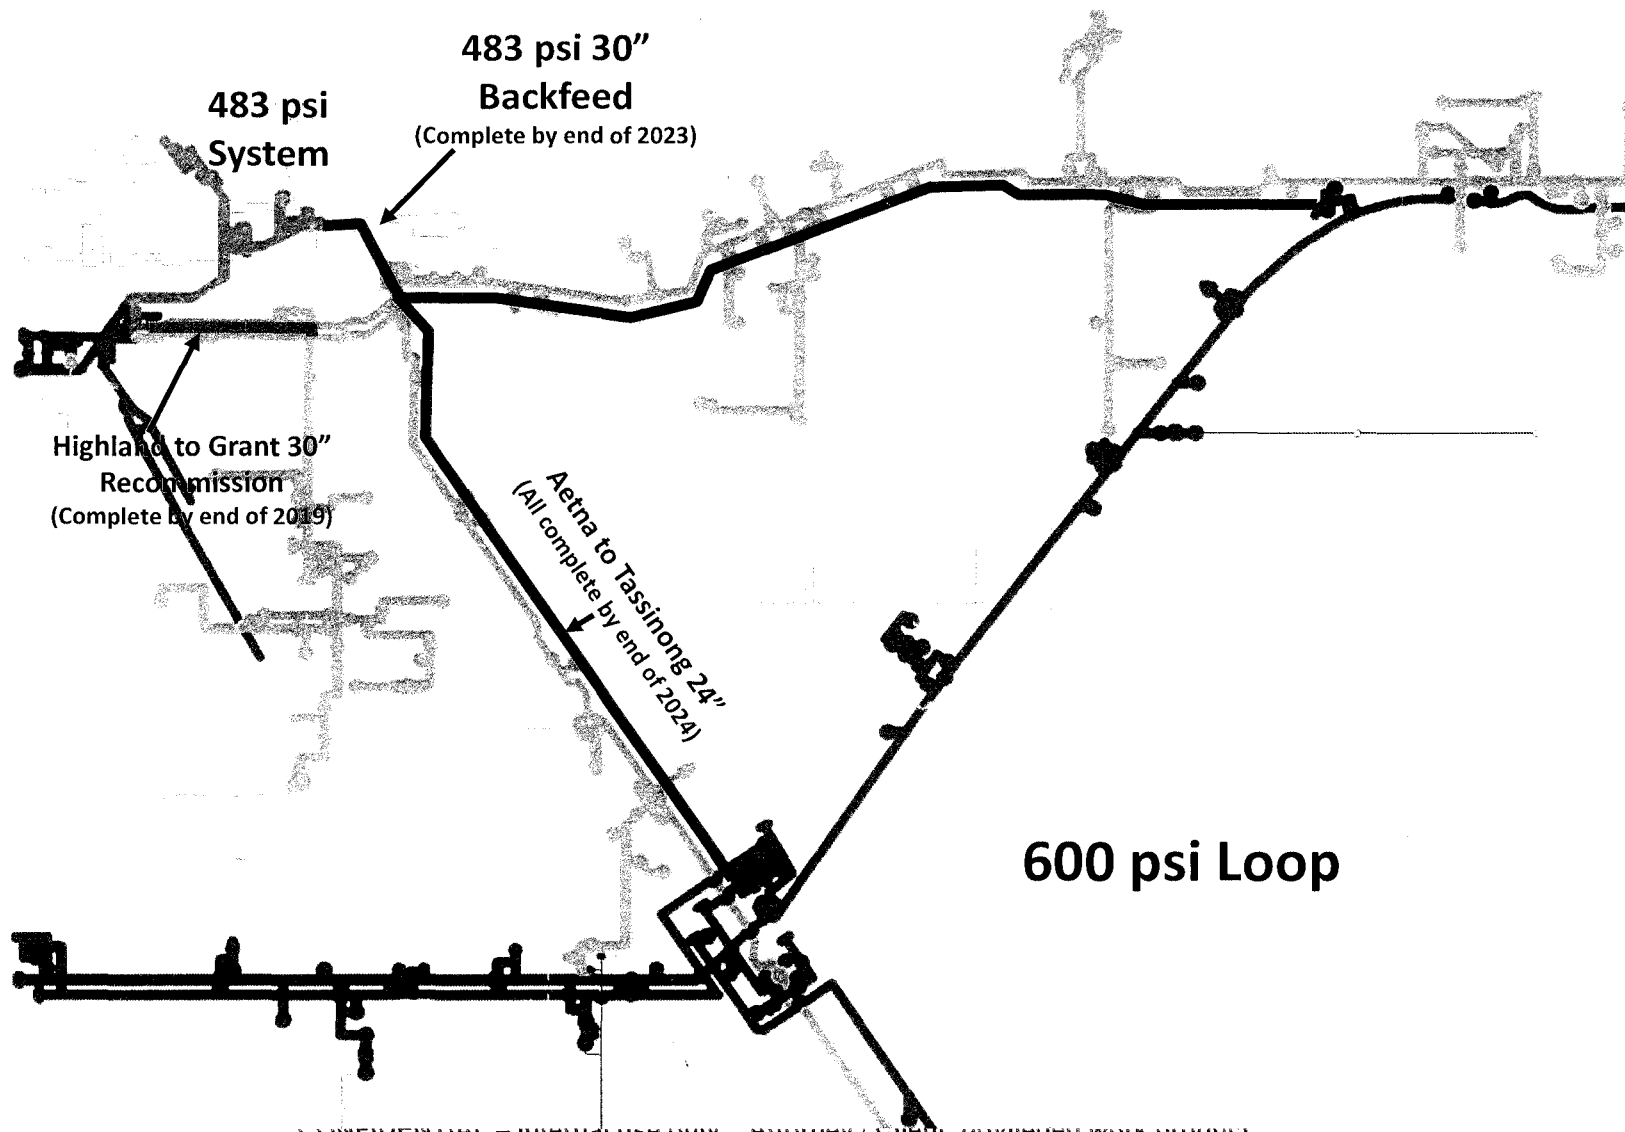 483 psi 30”
Backfeed
(Complete by end of 2023)
483 psi
System
Highland to Grant 30”
Recommission
(Complete by end of 2019)
Aetna to Tassinong 24”
(All complete by end of 2024)
600 psi Loop